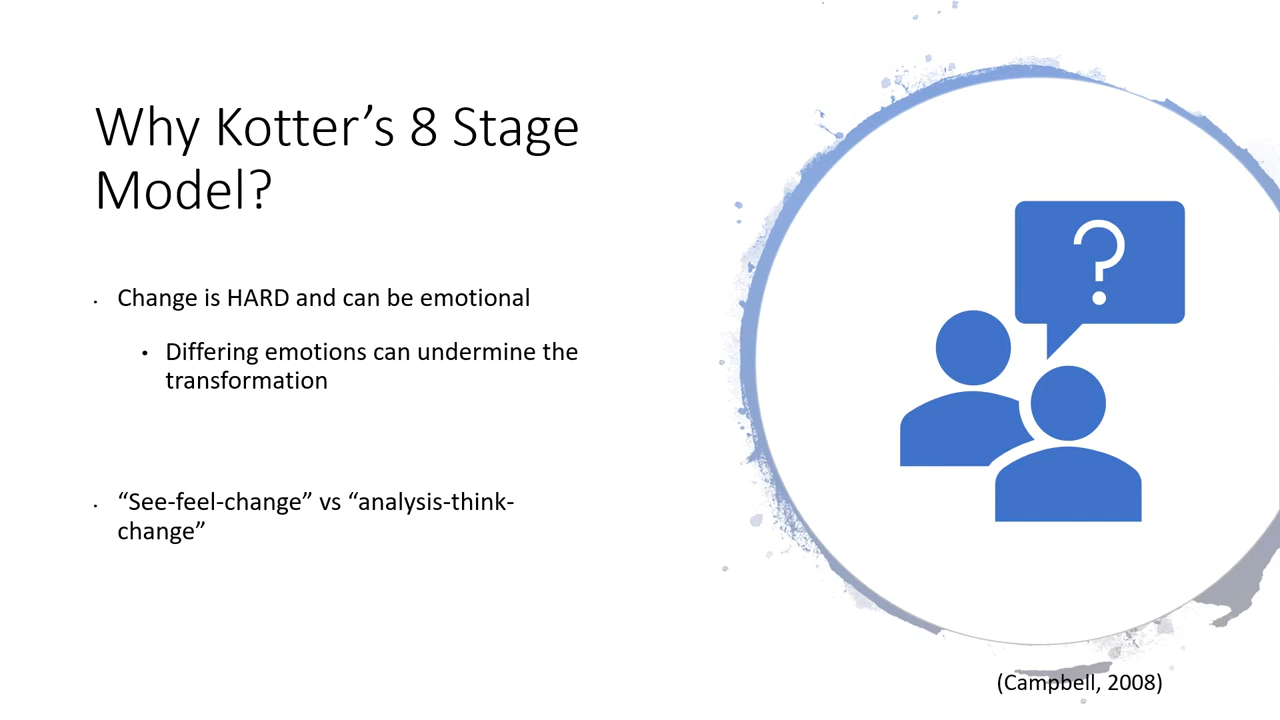 Why Kotter’s 8 Stage
Model?
• Change is HARD and can be emotional
• Differing emotions can undermine the
transformation
• “See-feel-change” vs “analysis-think-
change”
?
(Campbell, 2008)